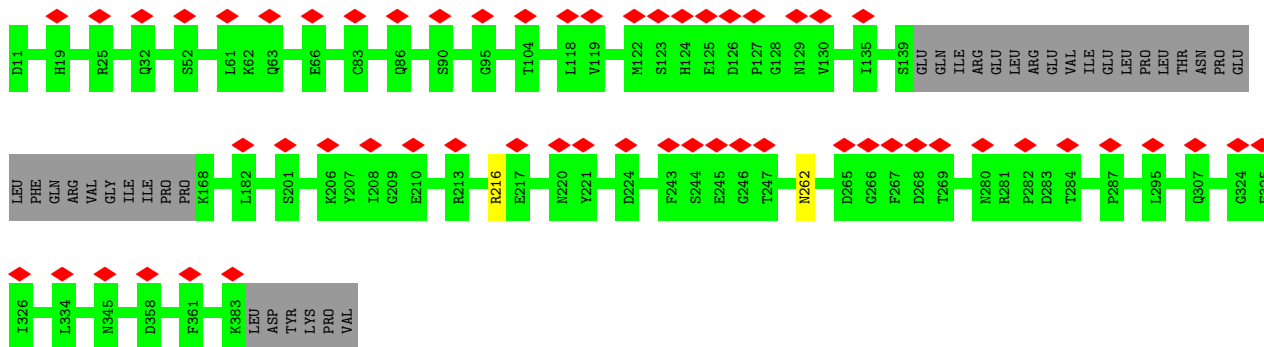 D11 H19 R25 Q32 S52 L61 K62 Q63 E66 C83 Q86 S90 G95 T104 L118 V119 M122 S123 H124 E125 D126 P127 G128 N129 V130 I135 S139 GLU GLN ILE ARG GLU LEU ARG GLU VAL ILE GLU LEU PRO LEU THR ASN PRO GLU
LEU PHE GLN ARG VAL GLY ILE ILE PRO PRO K168 L182 S201 K206 Y207 I208 G209 E210 R213 R216 E217 N220 Y221 D224 F243 S244 E245 G246 T247 N262 D265 G266 F267 D268 T269 N280 R281 P282 D283 T284 P287 L295 Q307 G324
I326 L334 N345 D358 F361 K383 LEU ASP TYR LYS PRO VAL